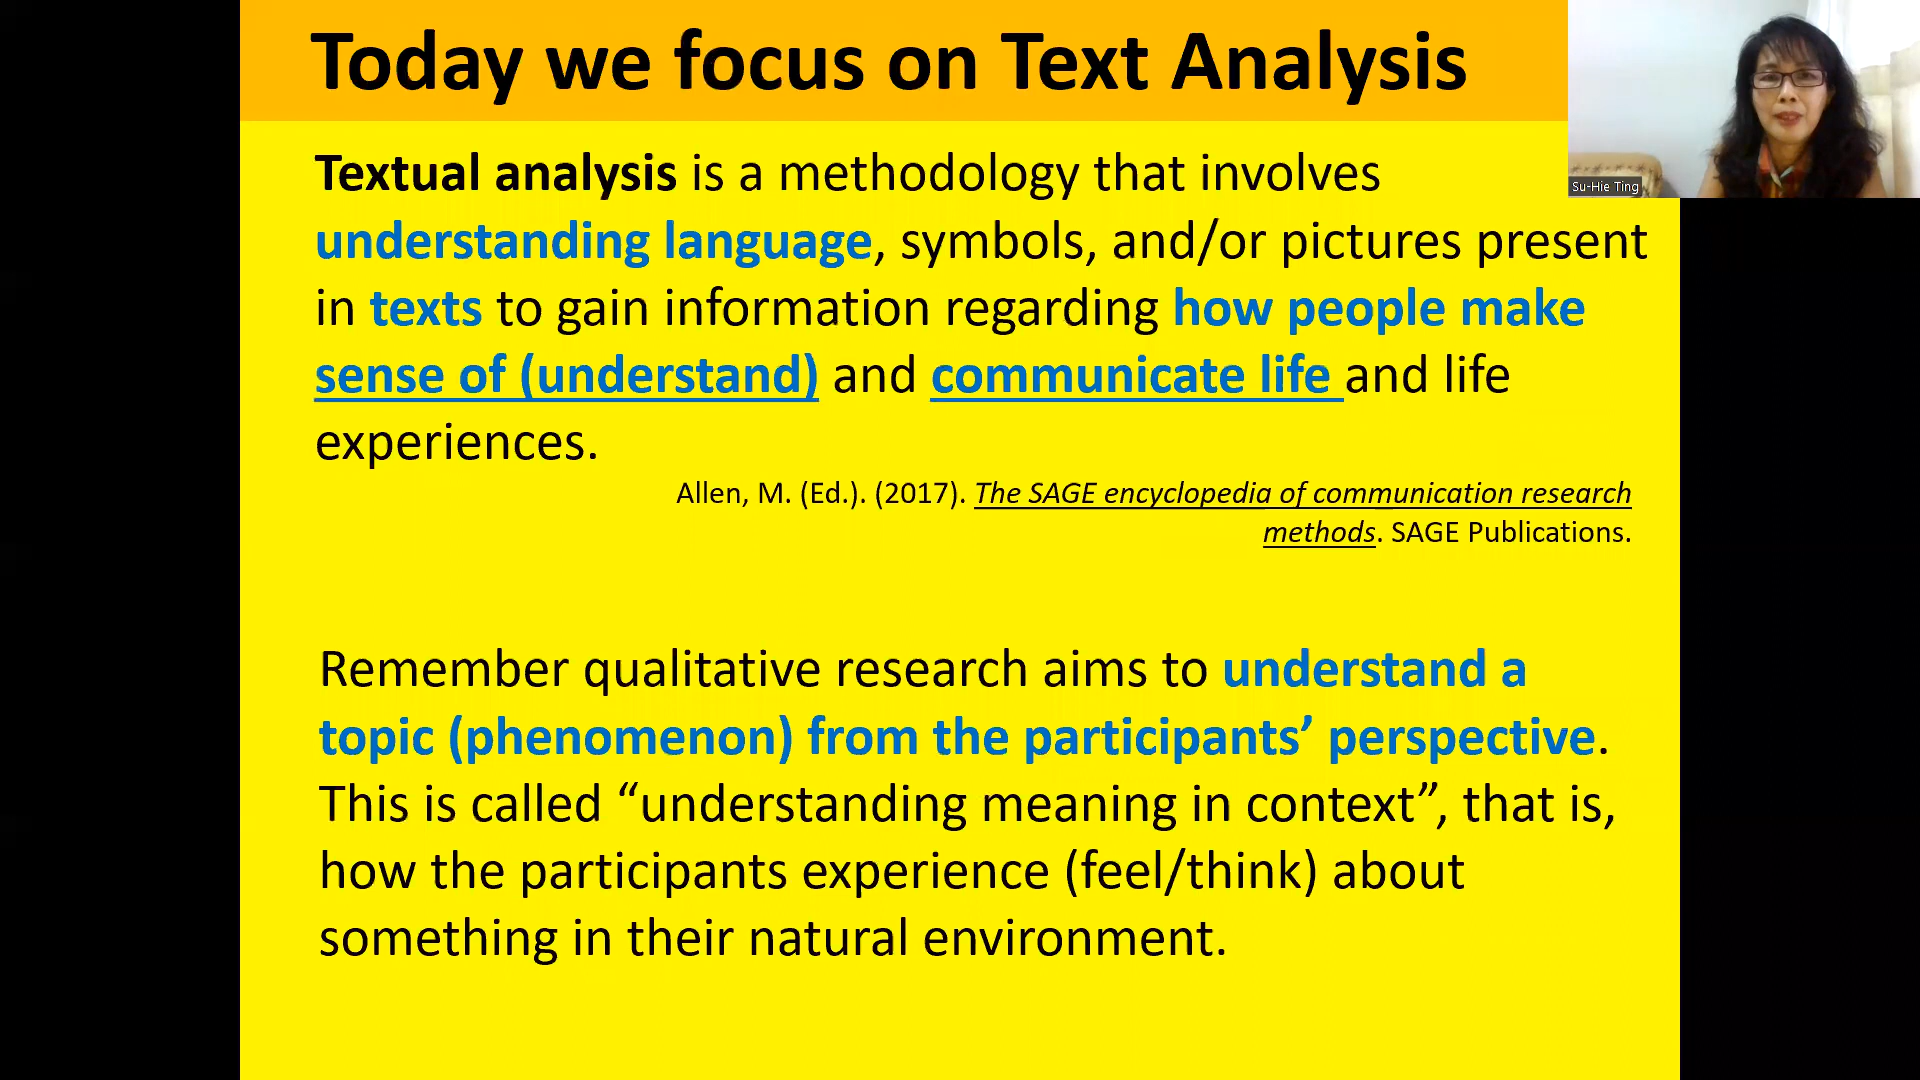 Today we focus on Text Analysis
Su-Hie Ting
Textual analysis is a methodology that involves
understanding language, symbols, and/or pictures present
in texts to gain information regarding how people make
sense of (understand) and communicate life and life
experiences.
Allen, M. (Ed.). (2017). The SAGE encyclopedia of communication research
methods. SAGE Publications.
Remember qualitative research aims to understand a
topic (phenomenon) from the participants’ perspective.
This is called “understanding meaning in context”, that is,
how the participants experience (feel/think) about
something in their natural environment.